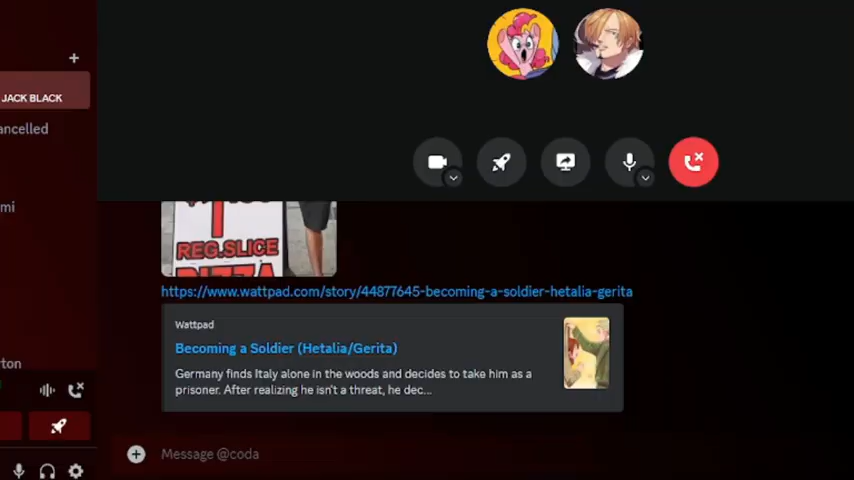 JACK BLACK
ancelled
mi
REG.SLICE
PIZZA
https://www.wattpad.com/story/44877645-becoming-a-soldier-hetalia-gerita
Wattpad
Becoming a Soldier (Hetalia/Gerita)
Germany finds Italy alone in the woods and decides to take him as a
prisoner. After realizing he isn't a threat, he dec...
rton
Message @coda